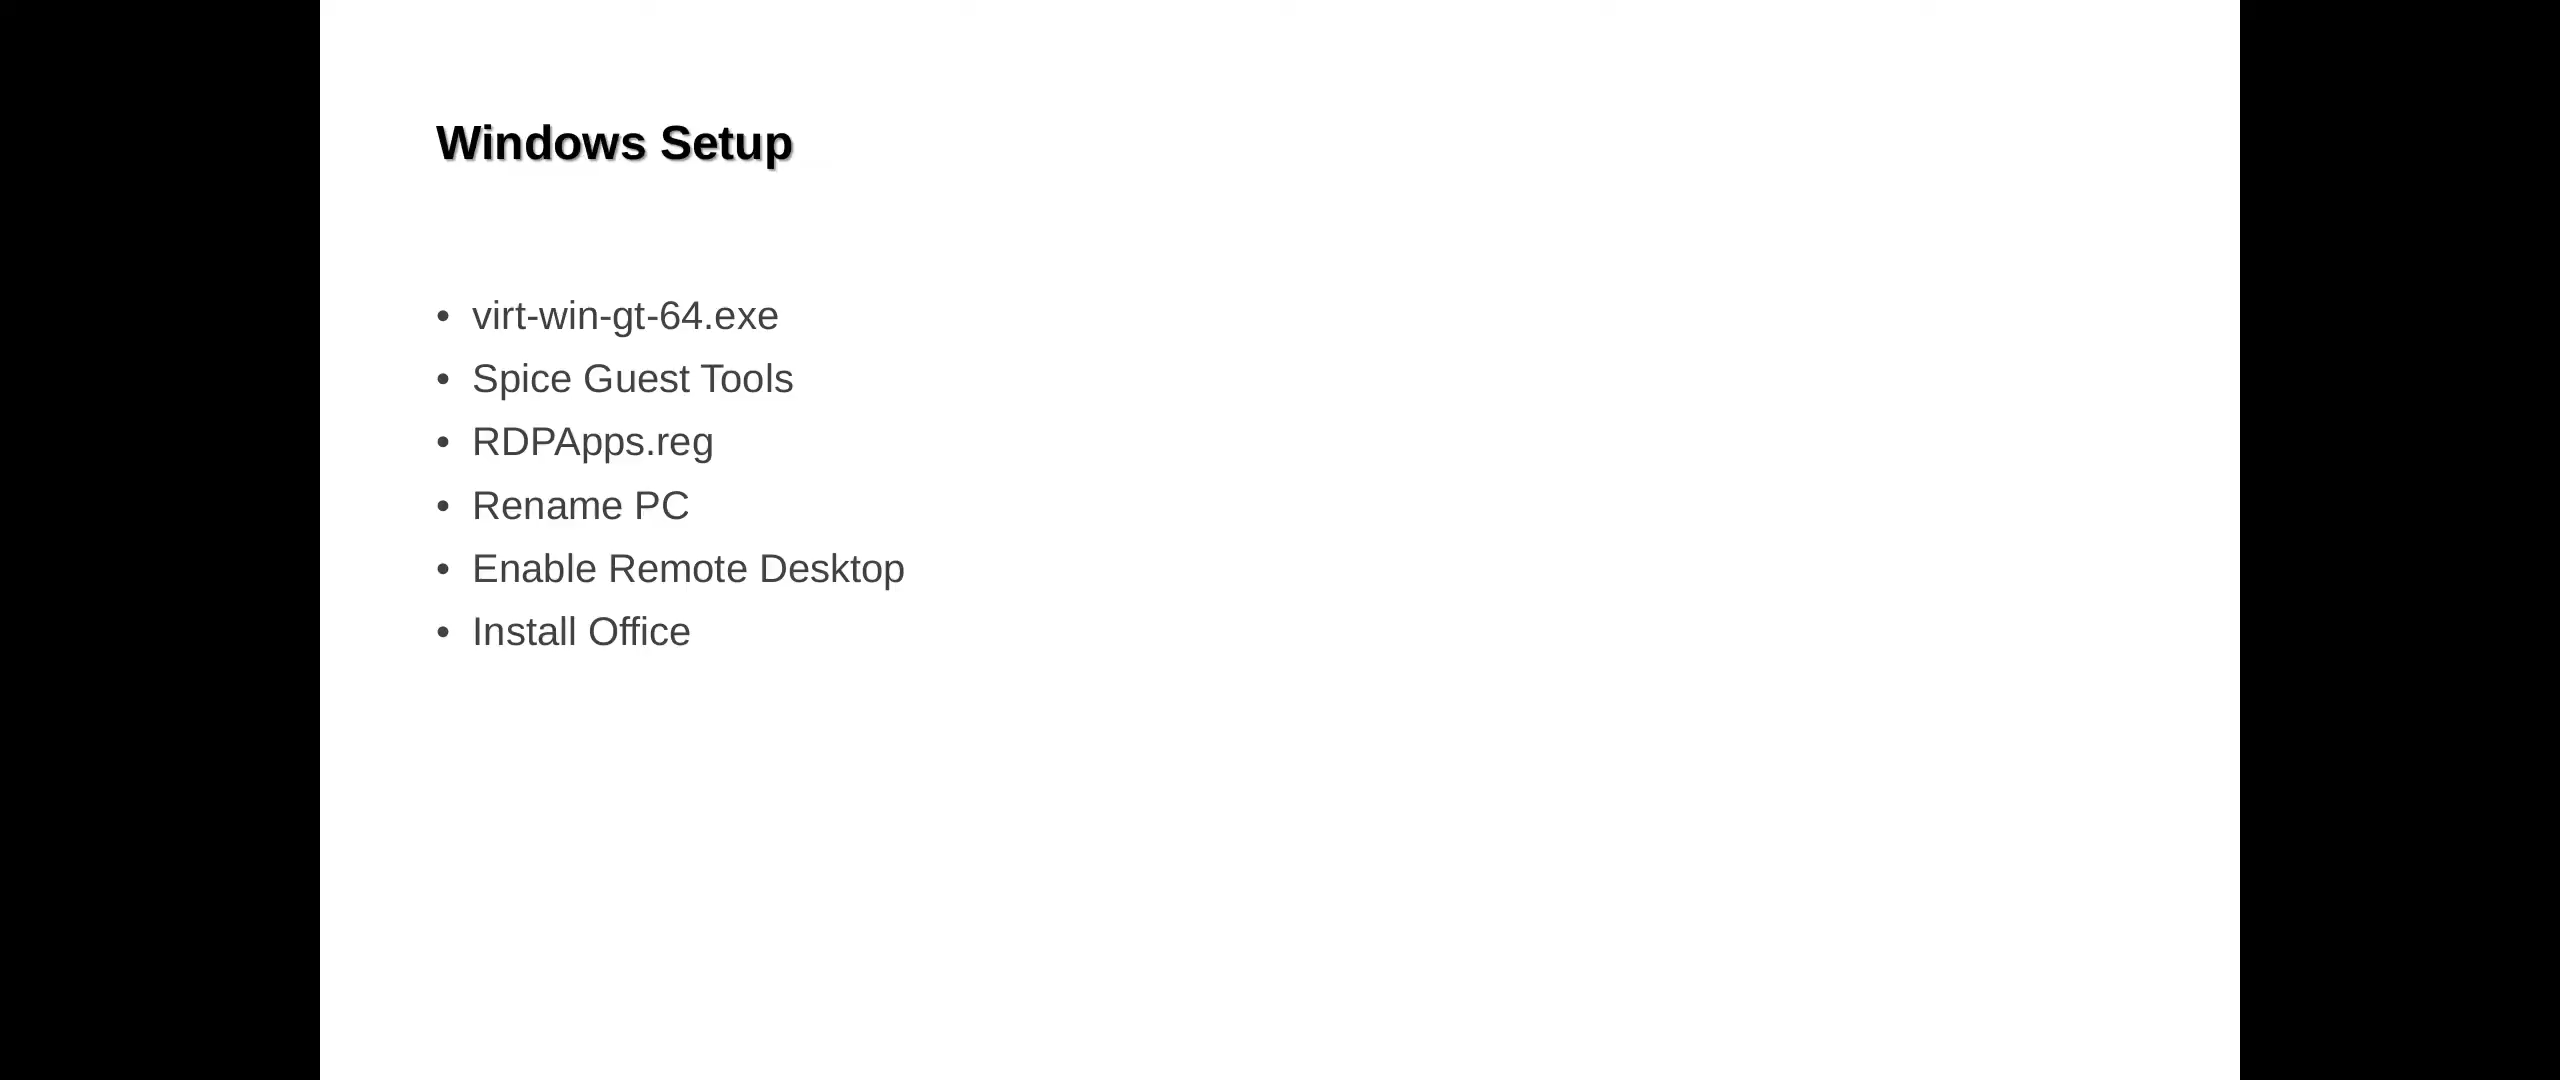 Windows Setup
• virt-win-gt-64.exe
• Spice Guest Tools
• RDPApps.reg
• Rename PC
• Enable Remote Desktop
• Install Office